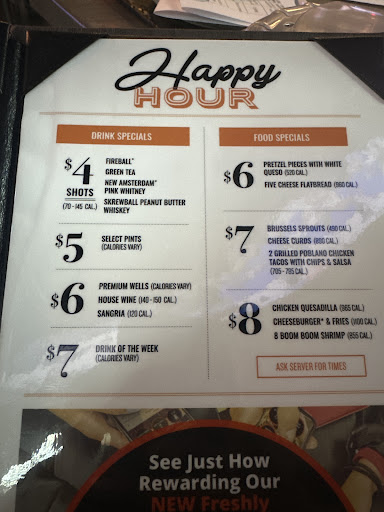 Happy
HOUR
DRINK SPECIALS
$4
SHOTS
(70 - 145 CAL.)
FIREBALL*
GREEN TEA
NEW AMSTERDAM*
PINK WHITNEY
SKREWBALL PEANUT BUTTER
WHISKEY
$5
SELECT PINTS
(CALORIES VARY)
$6
PREMIUM WELLS (CALORIES VARY)
HOUSE WINE (140 - 150 CAL.)
SANGRIA (120 CAL.)
$7
DRINK OF THE WEEK
(CALORIES VARY)
FOOD SPECIALS
$6
PRETZEL PIECES WITH WHITE
QUESO (520 CAL.)
FIVE CHEESE FLATBREAD (860 CAL.)
$7
BRUSSELS SPROUTS (490 CAL.)
CHEESE CURDS (890 CAL.)
2 GRILLED POBLANO CHICKEN
TACOS WITH CHIPS & SALSA
(705 - 785 CAL.)
$8
CHICKEN QUESADILLA (965 CAL.)
CHEESEBURGER* & FRIES (1100 CAL.)
8 BOOM BOOM SHRIMP (855 CAL.)
ASK SERVER FOR TIMES
See Just How
Rewarding Our
NEW Freshly